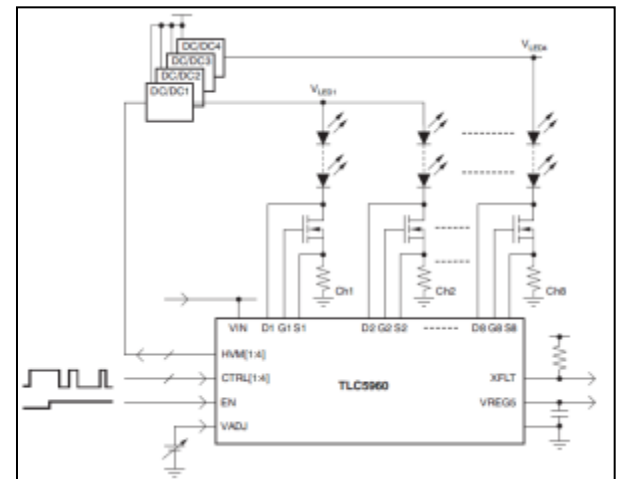 DC/DC4
DC/DC3
DC/DC2
DC/DC1
VLED4
VLED1
Ch1
Ch2
Ch8
VIN D1 G1 S1 D2 G2 S2 D8 G8 S8
HVM[1:4]
CTRL[1:4]
TLC5960
XFLT
EN
VREG5
VADJ